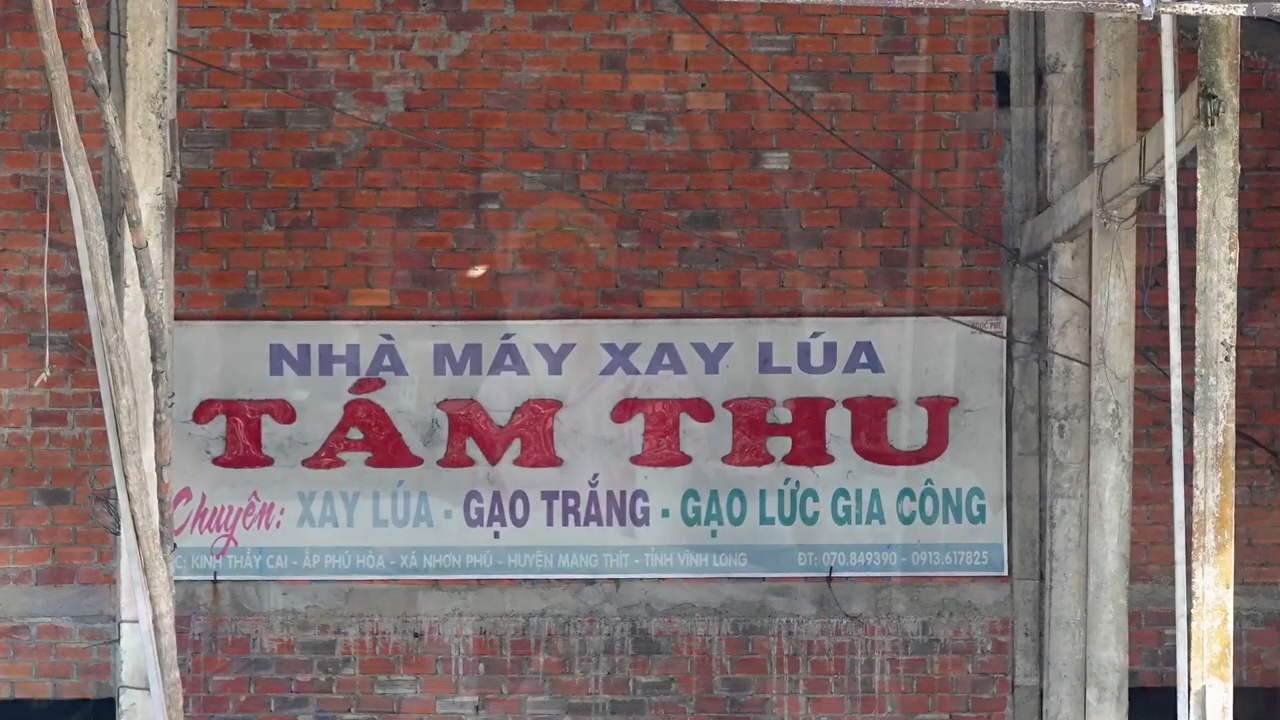 NHÀ MÁY XAY LÚA
TÁM THU
Chuyên: XAY LÚA - GẠO TRẮNG - GẠO LỨC GIA CÔNG
C: KINH THẦY CAI - ẤP PHÚ HÒA - XÃ NHƠN PHÚ - HUYỆN MANG THÍT - TỈNH VĨNH LONG ĐT: 070.849390 - 0913.617825